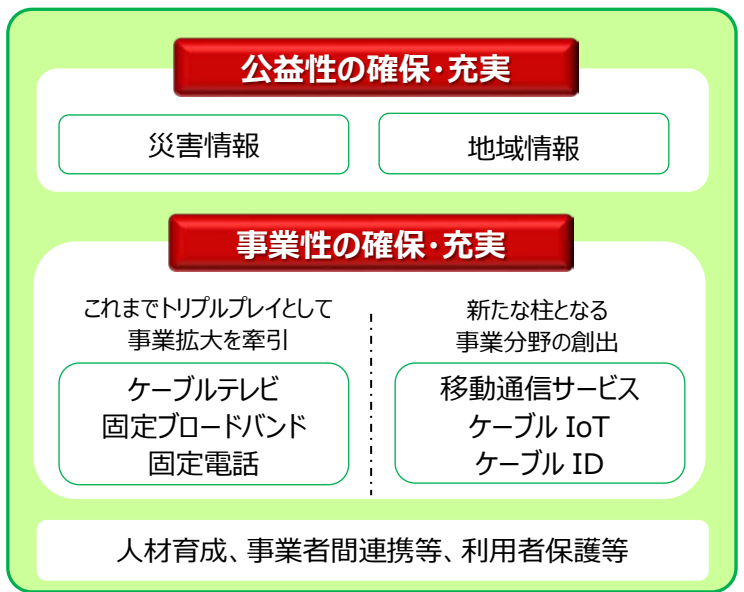 公益性の確保・充実
災害情報
地域情報
事業性の確保・充実
これまでトリプルプレイとして
事業拡大を牽引
ケーブルテレビ
固定ブロードバンド
固定電話
新たな柱となる
事業分野の創出
移動通信サービス
ケーブル IoT
ケーブル ID
人材育成、事業者間連携等、利用者保護等